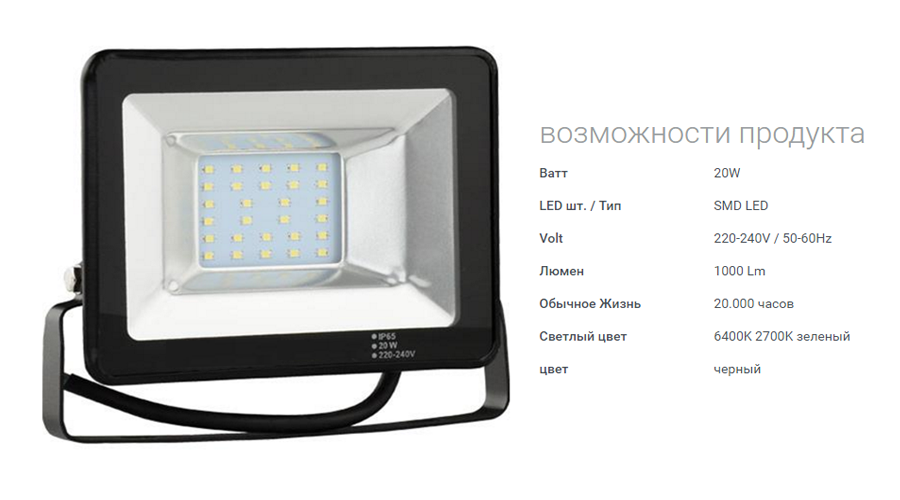 возможности продукта
Ватт 20W
LED шт. / Тип SMD LED
Volt 220-240V / 50-60Hz
Люмен 1000 Lm
Обычное Жизнь 20.000 часов
Светлый цвет 6400K 2700K зеленый
цвет черный
IP65
20 W
220-240V